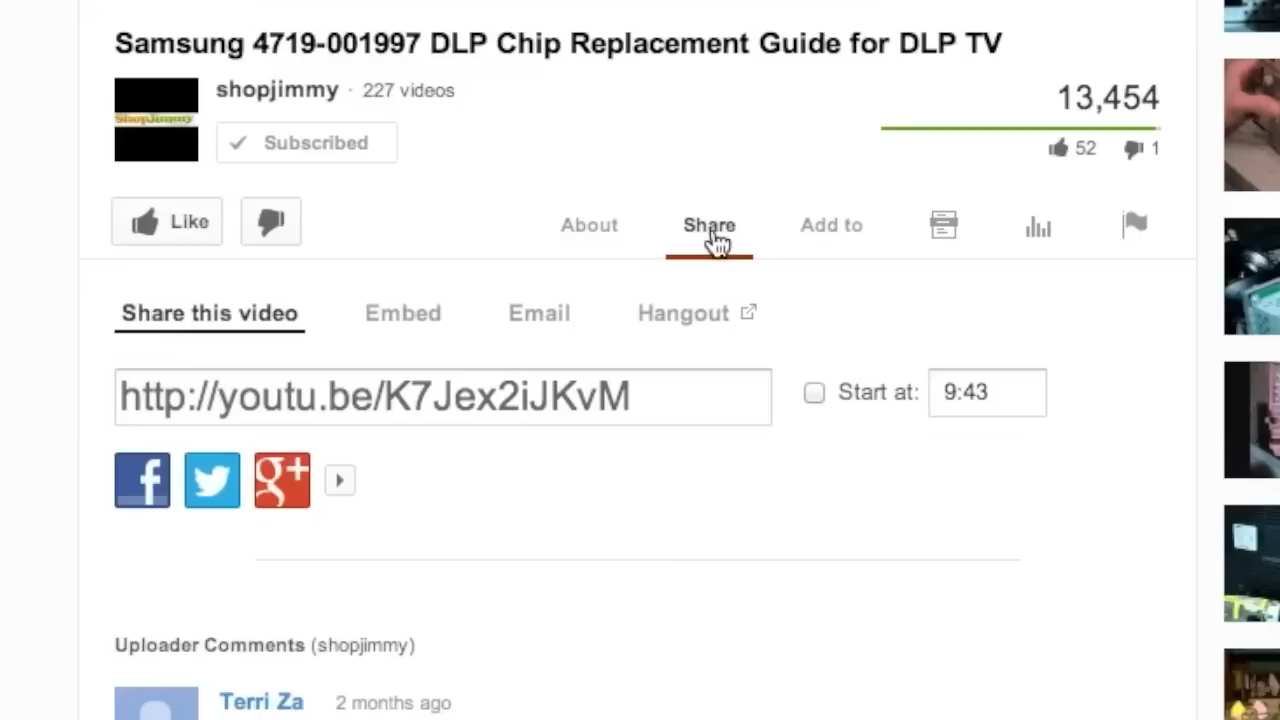 Samsung 4719-001997 DLP Chip Replacement Guide for DLP TV
shopjimmy · 227 videos
ShopJimmy
Subscribed
13,454
52 1
Like
About Share Add to
Share this video Embed Email Hangout
http://youtu.be/K7Jex2iJKvM
Start at: 9:43
f g+
Uploader Comments (shopjimmy)
Terri Za 2 months ago